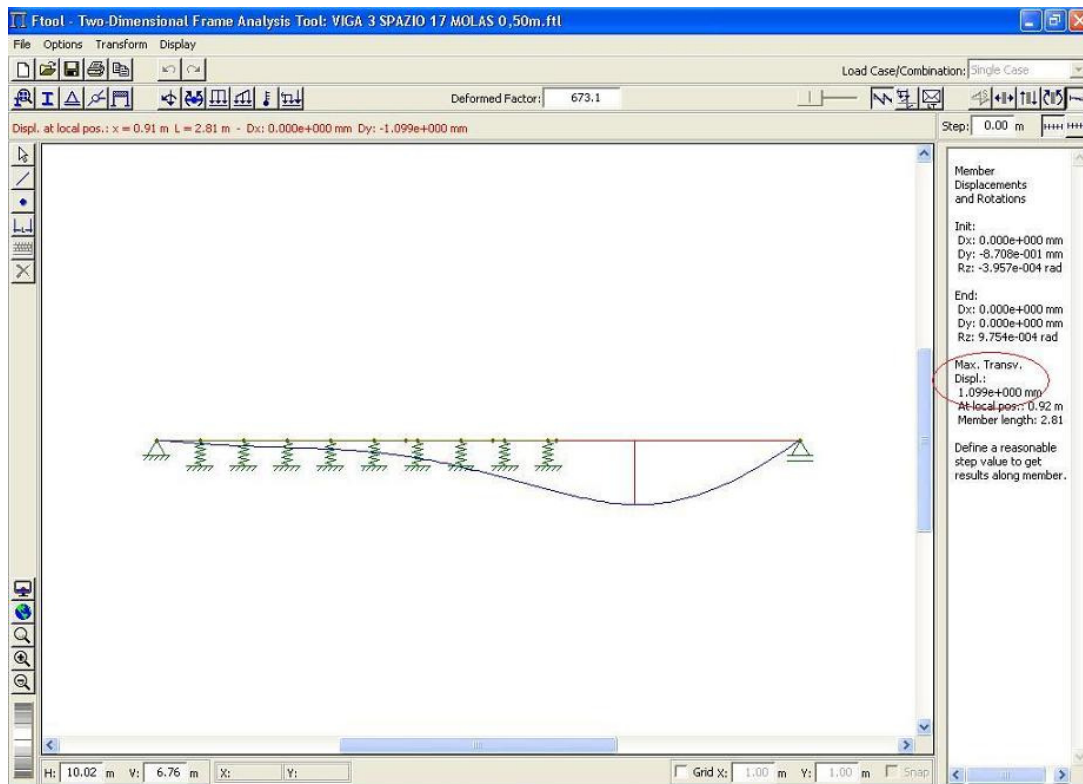 Ftool - Two-Dimensional Frame Analysis Tool: VIGA 3 SPAZIO 17 MOLAS 0,50m.ftl
File Options Transform Display
Load Case/Combination: Single Case
Deformed Factor: 673.1
Displ. at local pos.: x = 0.91 m L = 2.81 m - Dx: 0.000e+000 mm Dy: -1.099e+000 mm
Step: 0.00 m
Member
Displacements
and Rotations
Init:
Dx: 0.000e+000 mm
Dy: -8.708e-001 mm
Rz: -3.957e-004 rad
End:
Dx: 0.000e+000 mm
Dy: 0.000e+000 mm
Rz: 9.754e-004 rad
Max. Transv.
Displ.:
1.099e+000 mm
At local pos.: 0.92 m
Member length: 2.81
Define a reasonable
step value to get
results along member.
H: 10.02 m V: 6.76 m X: Y: Grid X: 1.00 m Y: 1.00 m Snap